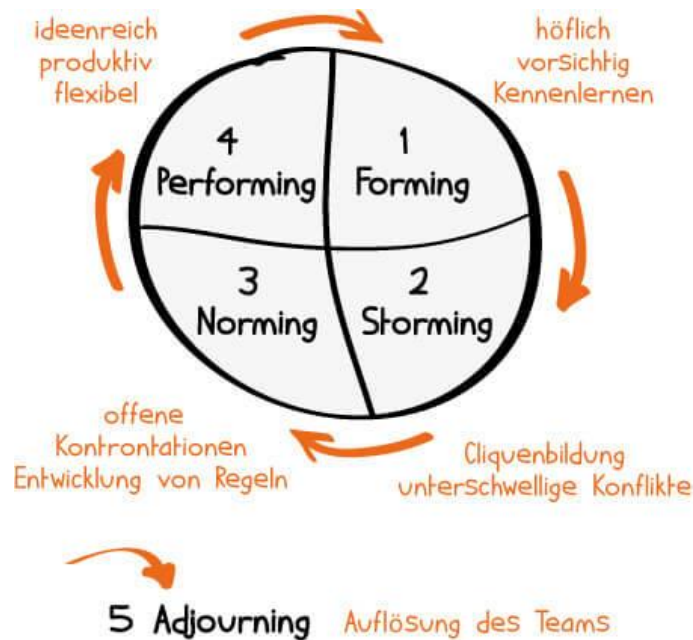 ideenreich
produktiv
flexibel
höflich
vorsichtig
Kennenlernen
4
Performing
1
Forming
3
Norming
2
Storming
offene
Kontrontationen
Entwicklung von Regeln
Cliquenbildung
unterschwellige Konflikte
5 Adjourning Auflösung des Teams